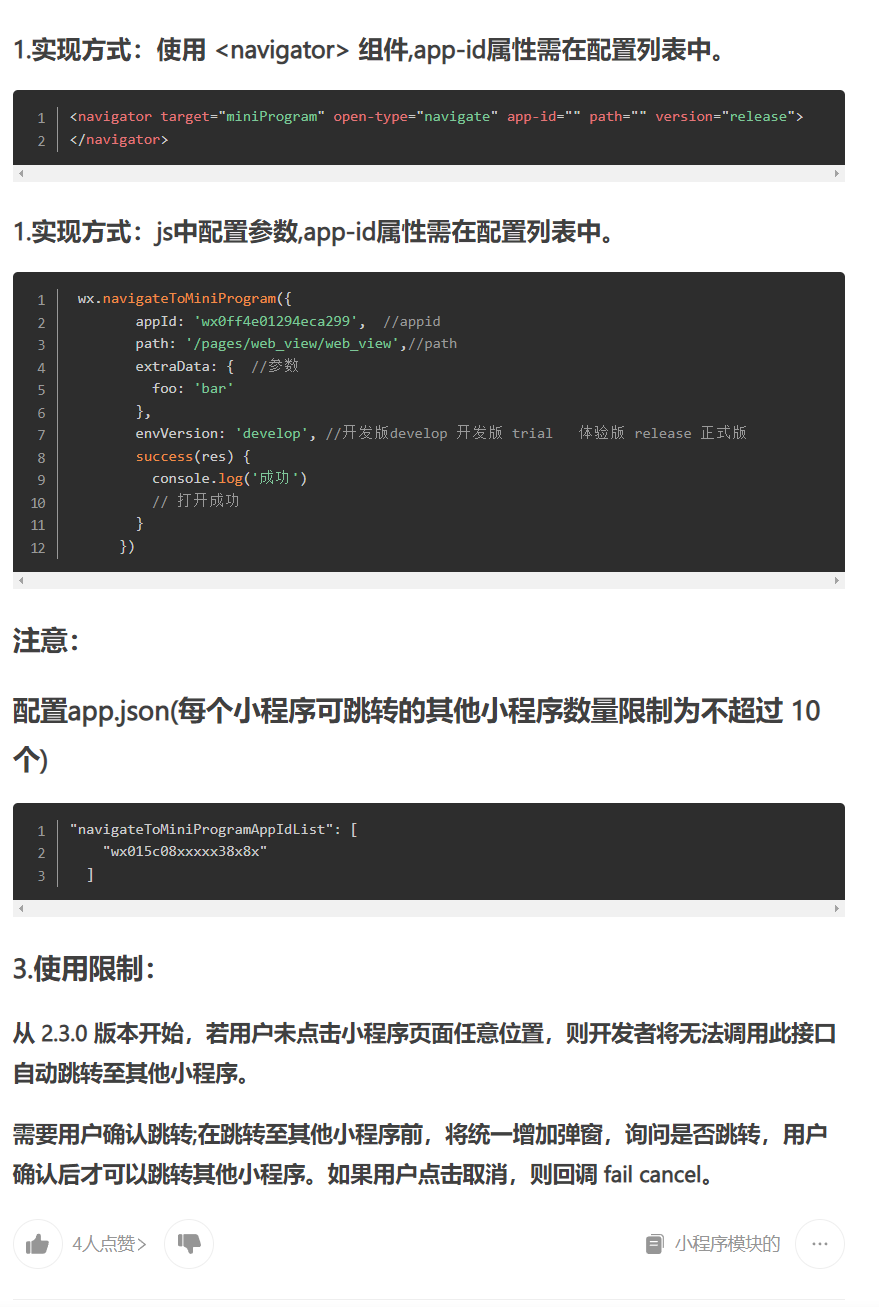 1.实现方式：使用 <navigator> 组件,app-id属性需在配置列表中。
1 <navigator target="miniProgram" open-type="navigate" app-id="" path="" version="release">
2 </navigator>
1.实现方式：js中配置参数,app-id属性需在配置列表中。
1 wx.navigateToMiniProgram({
2 appId: 'wx0ff4e01294eca299', //appid
3 path: '/pages/web_view/web_view',//path
4 extraData: { //参数
5 foo: 'bar'
6 },
7 envVersion: 'develop', //开发版develop 开发版 trial 体验版 release 正式版
8 success(res) {
9 console.log('成功')
10 // 打开成功
11 }
12 })
注意：
配置app.json(每个小程序可跳转的其他小程序数量限制为不超过 10
个)
1 "navigateToMiniProgramAppIdList": [
2 "wx015c08xxxxx38x8x"
3 ]
3.使用限制：
从 2.3.0 版本开始，若用户未点击小程序页面任意位置，则开发者将无法调用此接口
自动跳转至其他小程序。
需要用户确认跳转;在跳转至其他小程序前，将统一增加弹窗，询问是否跳转，用户
确认后才可以跳转其他小程序。如果用户点击取消，则回调 fail cancel。
4人点赞> 小程序模块的 ...